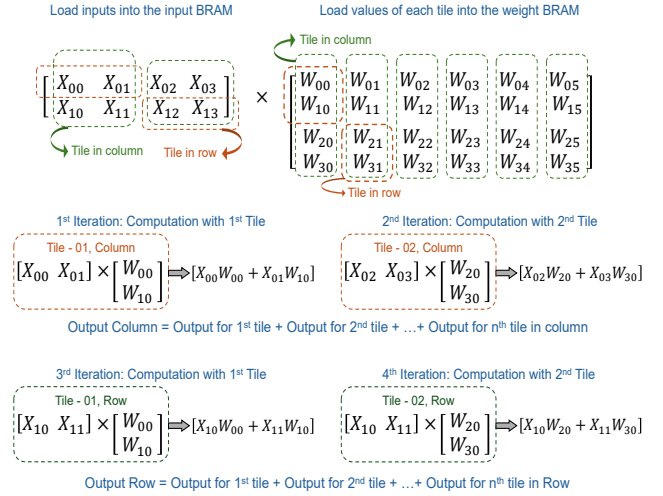 Load inputs into the input BRAM
Load values of each tile into the weight BRAM
Tile in column
[ X₀₀ X₀₁ X₀₂ X₀₃ ] × [ W₀₀ W₀₁ W₀₂ W₀₃ W₀₄ W₀₅
X₁₀ X₁₁ X₁₂ X₁₃ W₁₀ W₁₁ W₁₂ W₁₃ W₁₄ W₁₅
W₂₀ W₂₁ W₂₂ W₂₃ W₂₄ W₂₅
W₃₀ W₃₁ W₃₂ W₃₃ W₃₄ W₃₅ ]
Tile in column
Tile in row
Tile in row
1st Iteration: Computation with 1st Tile
Tile - 01, Column
[X₀₀ X₀₁] × [W₀₀
W₁₀] ⇒ [X₀₀W₀₀ + X₀₁W₁₀]
2nd Iteration: Computation with 2nd Tile
Tile - 02, Column
[X₀₂ X₀₃] × [W₂₀
W₃₀] ⇒ [X₀₂W₂₀ + X₀₃W₃₀]
Output Column = Output for 1st tile + Output for 2nd tile + …+ Output for nth tile in column
3rd Iteration: Computation with 1st Tile
Tile - 01, Row
[X₁₀ X₁₁] × [W₀₀
W₁₀] ⇒ [X₁₀W₀₀ + X₁₁W₁₀]
4th Iteration: Computation with 2nd Tile
Tile - 02, Row
[X₁₀ X₁₁] × [W₂₀
W₃₀] ⇒ [X₁₀W₂₀ + X₁₁W₃₀]
Output Row = Output for 1st tile + Output for 2nd tile + …+ Output for nth tile in Row